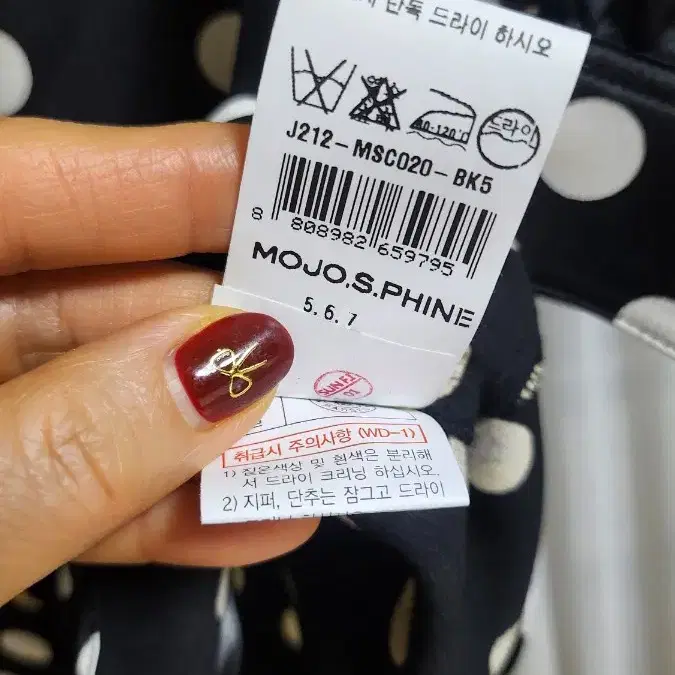 단독 드라이 하시오
40-120°C
드라이
J212-MSC020-BK5
8 808982 659795
MOJO.S.PHINE
5.6.7
SUN FJ
01
취급시 주의사항 (WD-1)
1) 짙은색상 및 흰색은 분리해
서 드라이 크리닝 하십시오.
2) 지퍼, 단추는 잠그고 드라이